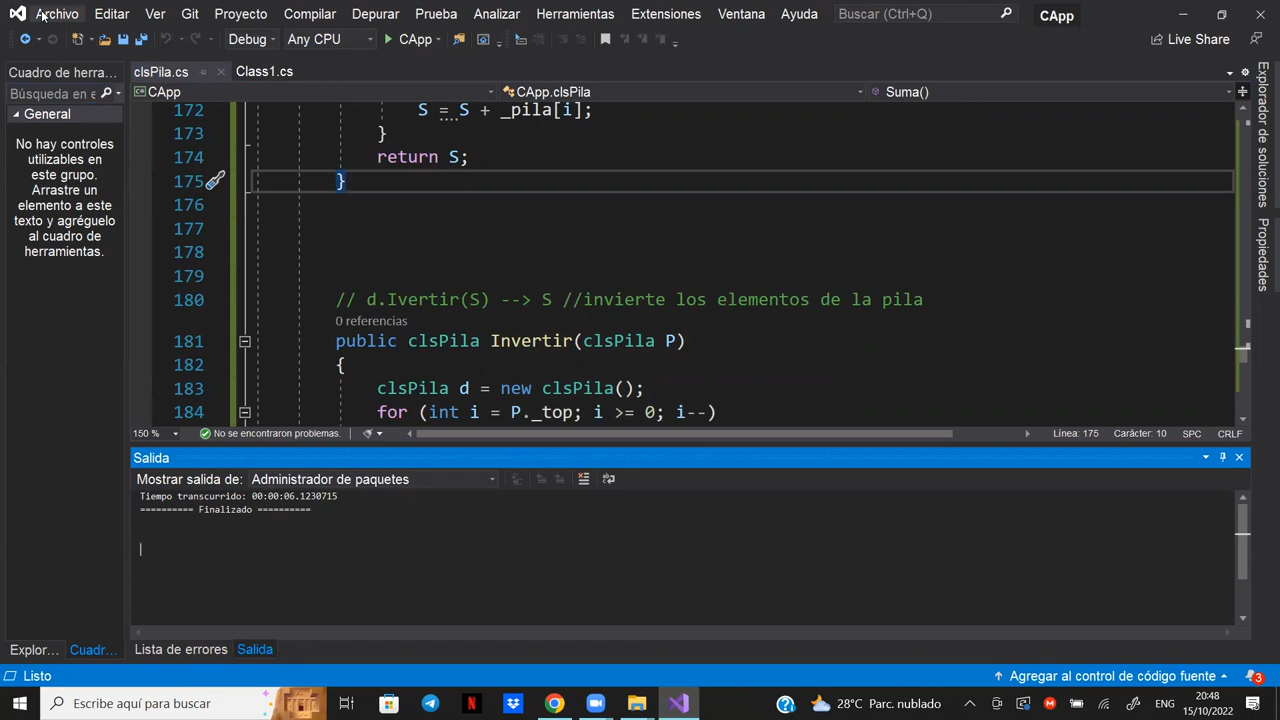 Archivo Editar Ver Git Proyecto Compilar Depurar Prueba Analizar Herramientas Extensiones Ventana Ayuda Buscar (Ctrl+Q) CApp
Debug Any CPU CApp Live Share
Cuadro de herra...
clsPila.cs Class1.cs
Búsqueda en e
CApp CApp.clsPila Suma()
General
No hay controles
utilizables en
este grupo.
Arrastre un
elemento a este
texto y agréguelo
al cuadro de
herramientas.
172 S = S + _pila[i];
173 }
174 return S;
175 }
176
177
178
179
180 // d.Ivertir(S) --> S //invierte los elementos de la pila
0 referencias
181 public clsPila Invertir(clsPila P)
182 {
183 clsPila d = new clsPila();
184 for (int i = P._top; i >= 0; i--)
Explorador de soluciones
Propiedades
150 % No se encontraron problemas. Línea: 175 Carácter: 10 SPC CRLF
Salida
Mostrar salida de: Administrador de paquetes
Tiempo transcurrido: 00:00:06.1230715
========== Finalizado ==========
Explor... Cuadr... Lista de errores Salida
Listo Agregar al control de código fuente 3
Escribe aquí para buscar 28°C Parc. nublado ENG 20:48
15/10/2022